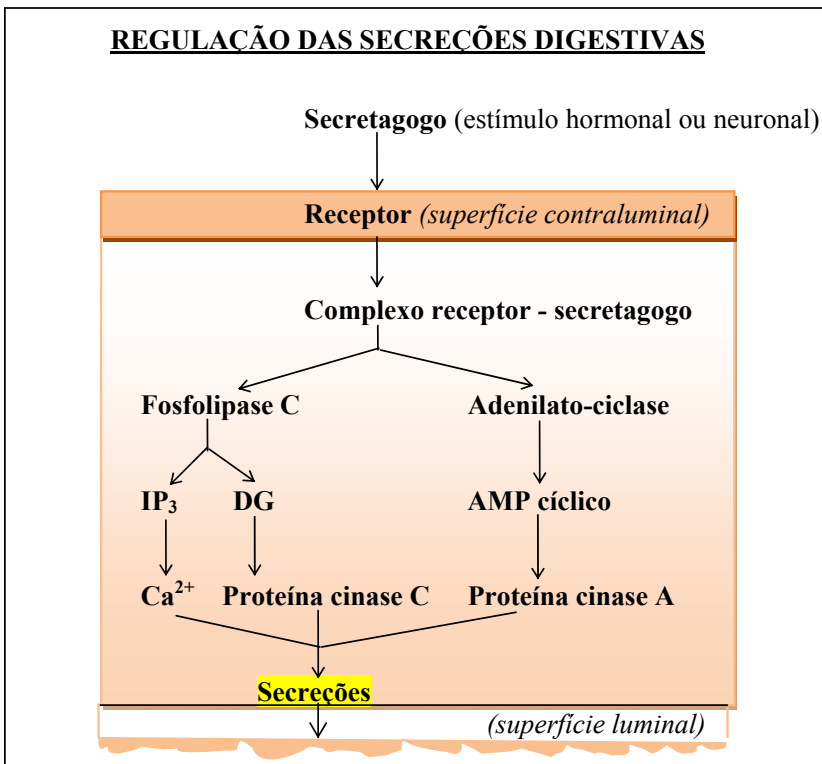 REGULAÇÃO DAS SECREÇÕES DIGESTIVAS
Secretagogo (estímulo hormonal ou neuronal)
Receptor (superfície contraluminal)
Complexo receptor - secretagogo
Fosfolipase C Adenilato-ciclase
IP₃ DG AMP cíclico
Ca²⁺ Proteína cinase C Proteína cinase A
Secreções
(superfície luminal)